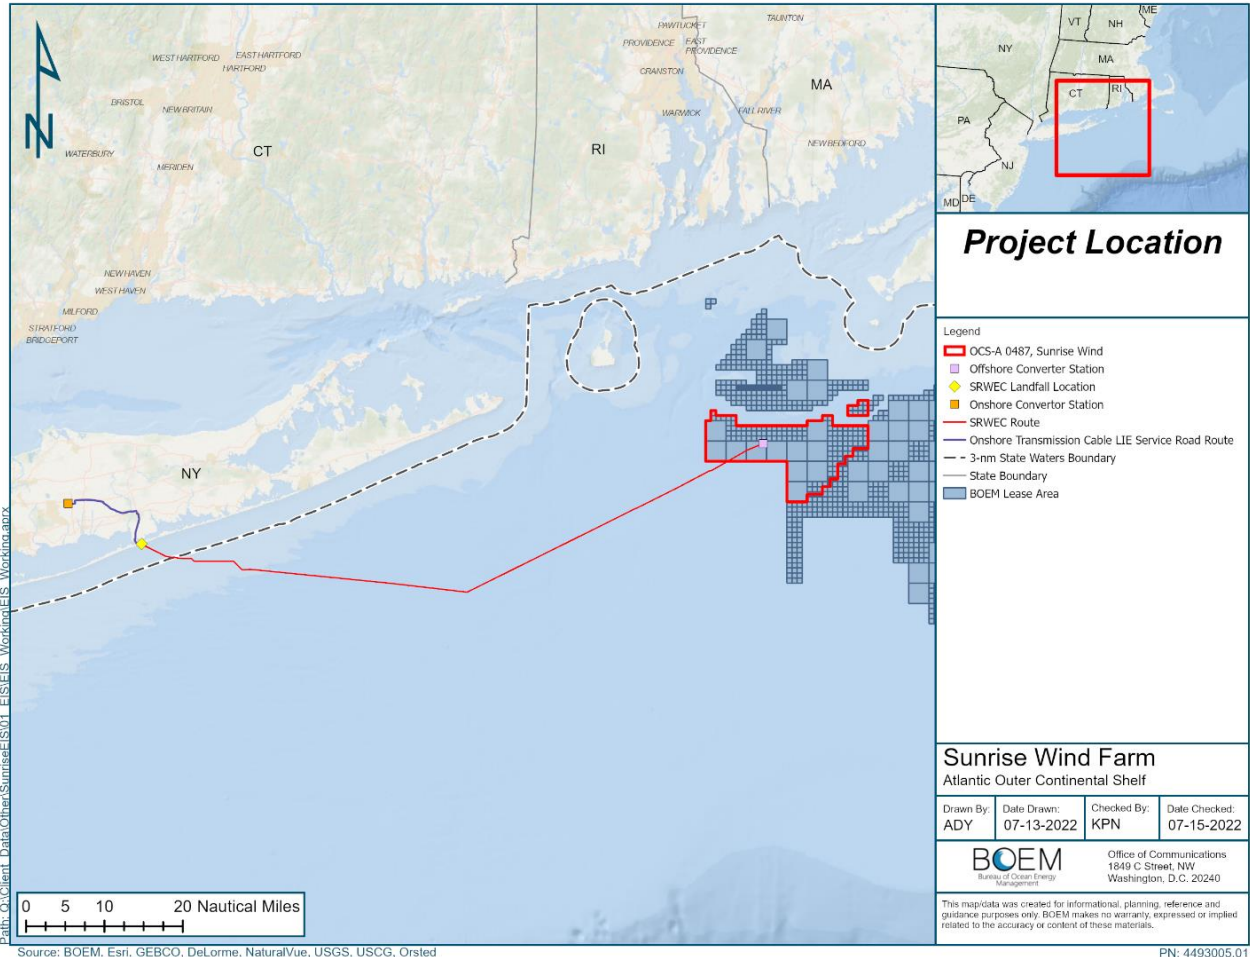 TAUNTON
PAWTUCKET
PROVIDENCE
EAST
PROVIDENCE
WEST HARTFORD
EAST HARTFORD
HARTFORD
CRANSTON
MA
BRISTOL
NEW BRITAIN
WARWICK
FALL RIVER
N
CT
RI
NEW BEDFORD
WATERBURY
MERIDEN
NEW HAVEN
WEST HAVEN
MILFORD
STRATFORD
BRIDGEPORT
NY
0 5 10 20 Nautical Miles
Path: Q:\Client_Data\Other\SunriseEIS\01_EIS\EIS_Working\EIS_Working.aprx
Source: BOEM, Esri, GEBCO, DeLorme, NaturalVue, USGS, USCG, Orsted
ME
VT
NH
NY
MA
CT
RI
PA
NJ
MD
DE
Project Location
Legend
OCS-A 0487, Sunrise Wind
Offshore Converter Station
SRWEC Landfall Location
Onshore Convertor Station
SRWEC Route
Onshore Transmission Cable LIE Service Road Route
3-nm State Waters Boundary
State Boundary
BOEM Lease Area
Sunrise Wind Farm
Atlantic Outer Continental Shelf
Drawn By:
ADY
Date Drawn:
07-13-2022
Checked By:
KPN
Date Checked:
07-15-2022
BOEM
Bureau of Ocean Energy
Management
Office of Communications
1849 C Street, NW
Washington, D.C. 20240
This map/data was created for informational, planning, reference and
guidance purposes only. BOEM makes no warranty, expressed or implied
related to the accuracy or content of these materials.
PN: 4493005.01